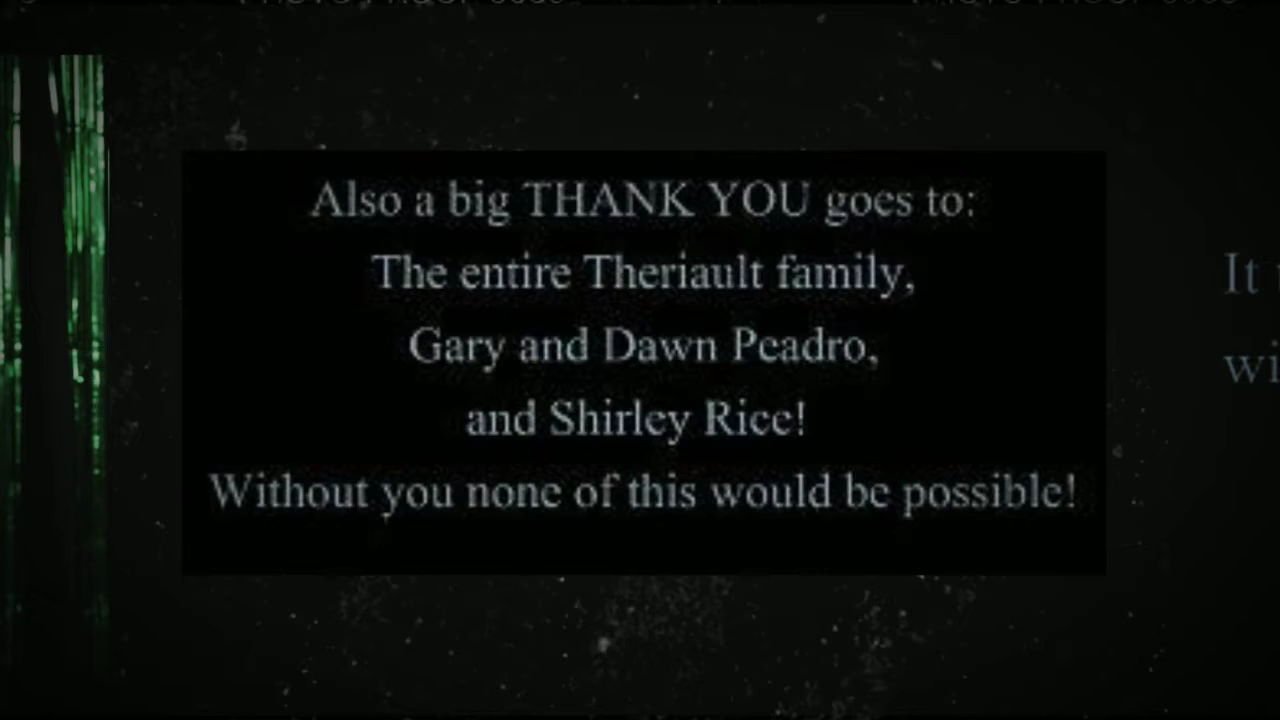 Also a big THANK YOU goes to:
The entire Theriault family,
Gary and Dawn Peadro,
and Shirley Rice!
Without you none of this would be possible!
It